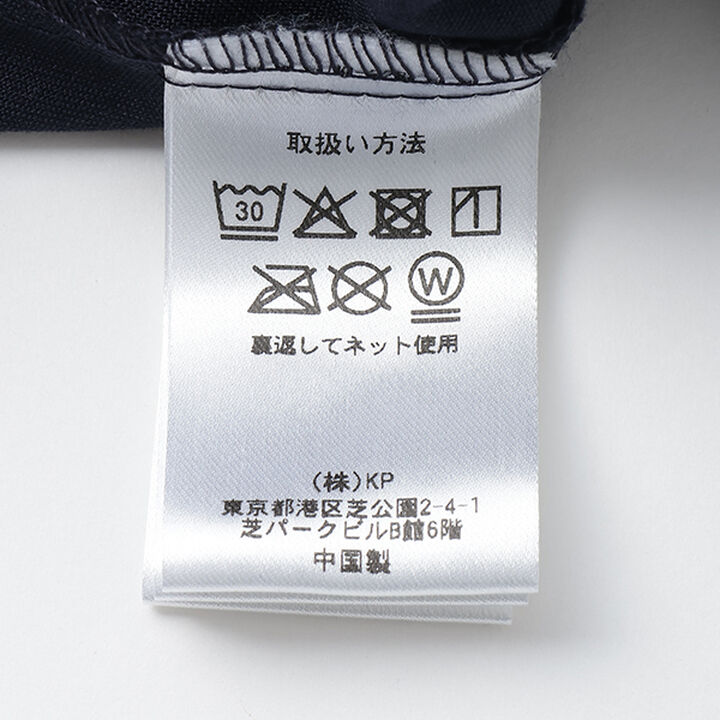 取扱い方法
30
W
裏返してネット使用
(株)KP
東京都港区芝公園2-4-1
芝パークビルB館6階
中国製